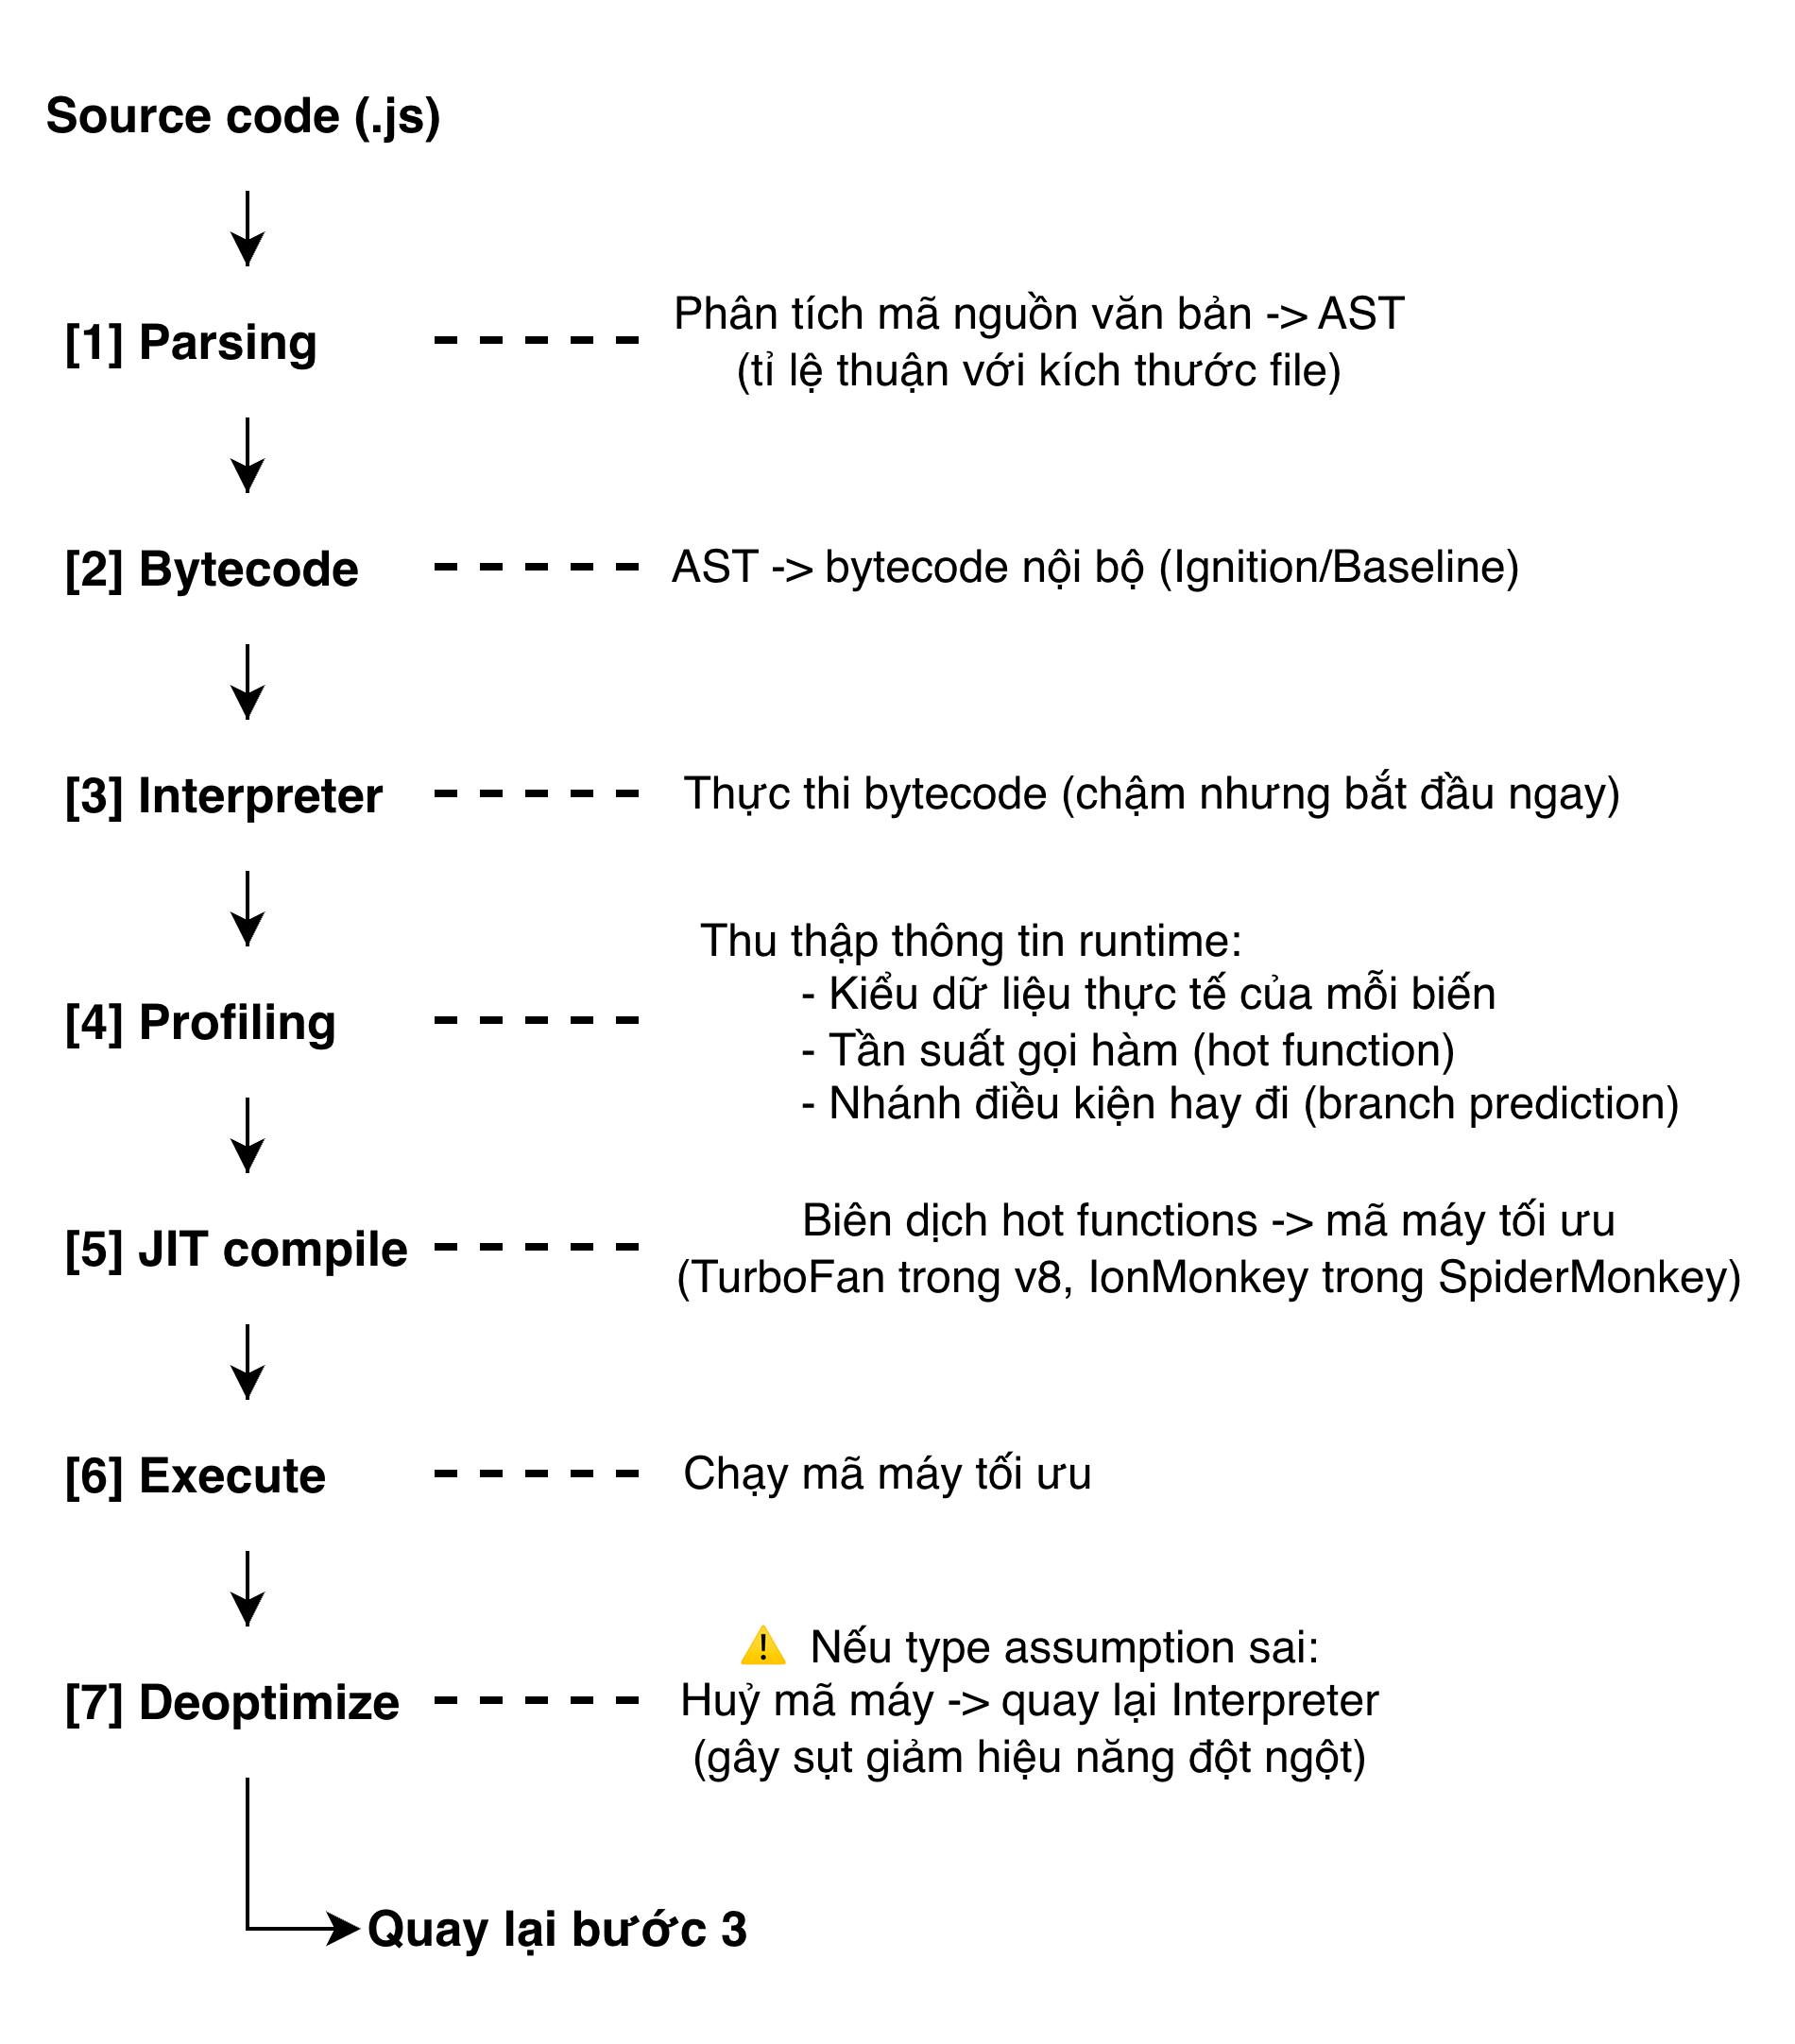 Source code (.js)
[1] Parsing
Phân tích mã nguồn văn bản -> AST
(tỉ lệ thuận với kích thước file)
[2] Bytecode
AST -> bytecode nội bộ (Ignition/Baseline)
[3] Interpreter
Thực thi bytecode (chậm nhưng bắt đầu ngay)
[4] Profiling
Thu thập thông tin runtime:
- Kiểu dữ liệu thực tế của mỗi biến
- Tần suất gọi hàm (hot function)
- Nhánh điều kiện hay đi (branch prediction)
[5] JIT compile
Biên dịch hot functions -> mã máy tối ưu
(TurboFan trong v8, IonMonkey trong SpiderMonkey)
[6] Execute
Chạy mã máy tối ưu
[7] Deoptimize
⚠️ Nếu type assumption sai:
Huỷ mã máy -> quay lại Interpreter
(gây sụt giảm hiệu năng đột ngột)
Quay lại bước 3